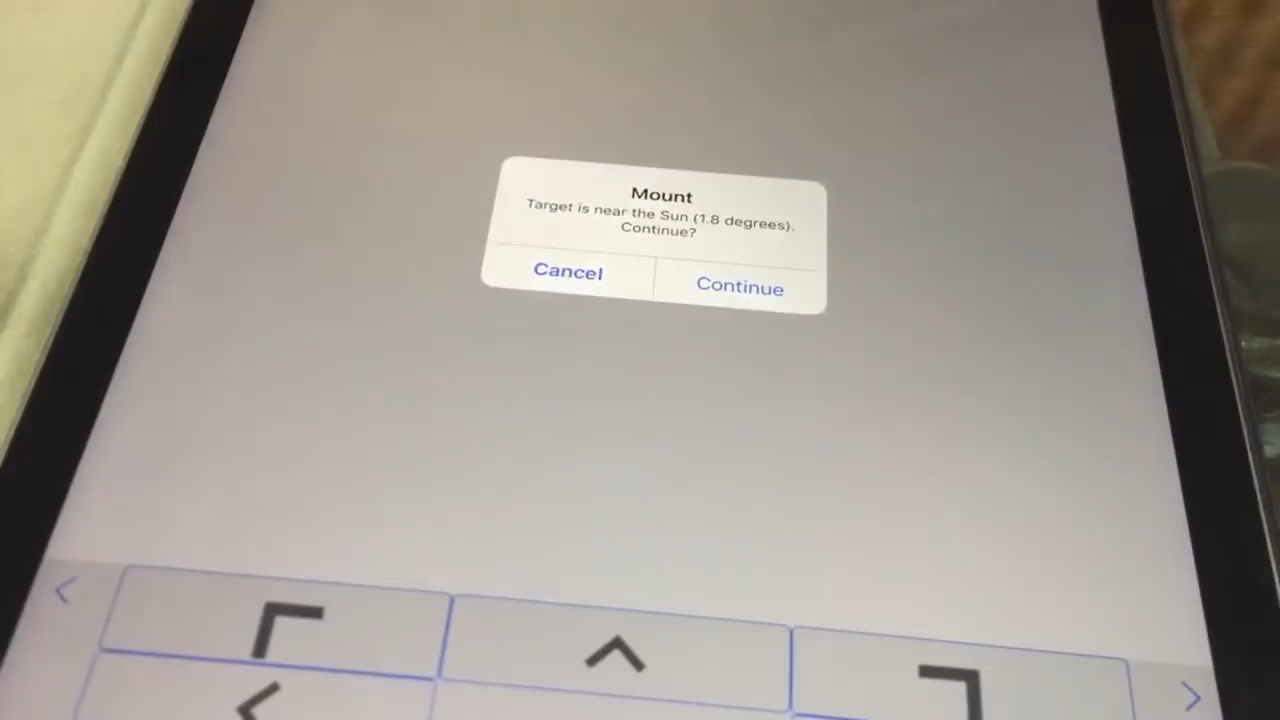 Mount
Target is near the Sun (1.8 degrees).
Continue?
Cancel
Continue